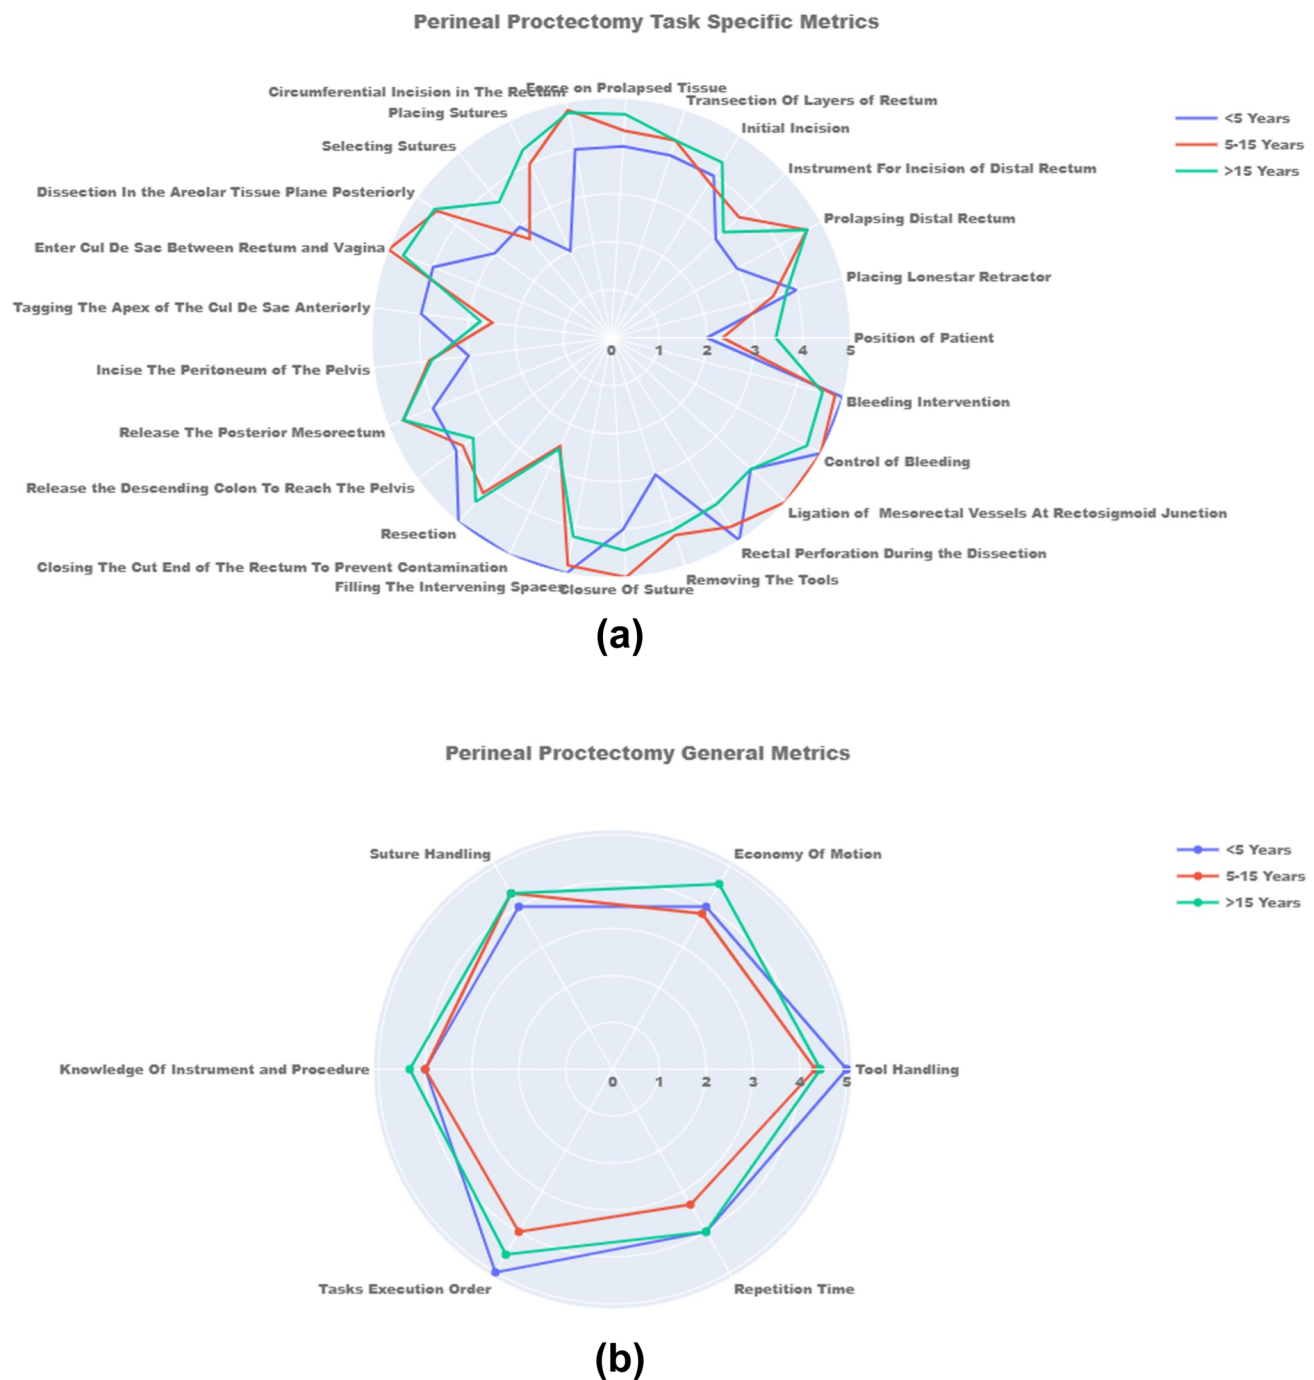 Perineal Proctectomy Task Specific Metrics
Force on Prolapsed Tissue
Circumferential Incision in The Rectum
Transection Of Layers of Rectum
Placing Sutures
Initial Incision
<5 Years
5-15 Years
>15 Years
Selecting Sutures
Instrument For Incision of Distal Rectum
Dissection In the Areolar Tissue Plane Posteriorly
Prolapsing Distal Rectum
Enter Cul De Sac Between Rectum and Vagina
Placing Lonestar Retractor
Tagging The Apex of The Cul De Sac Anteriorly
Position of Patient
0 1 2 3 4 5
Incise The Peritoneum of The Pelvis
Bleeding Intervention
Release The Posterior Mesorectum
Control of Bleeding
Release the Descending Colon To Reach The Pelvis
Ligation of Mesorectal Vessels At Rectosigmoid Junction
Resection
Rectal Perforation During the Dissection
Closing The Cut End of The Rectum To Prevent Contamination
Removing The Tools
Filling The Intervening Spaces
Closure Of Suture
(a)
Perineal Proctectomy General Metrics
<5 Years
5-15 Years
>15 Years
Suture Handling
Economy Of Motion
Knowledge Of Instrument and Procedure
Tool Handling
0 1 2 3 4 5
Tasks Execution Order
Repetition Time
(b)